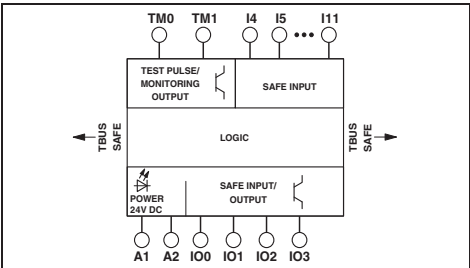 TM0 TM1 I4 I5 I11
TEST PULSE/
MONITORING
OUTPUT
SAFE INPUT
TBUS
SAFE
LOGIC
TBUS
SAFE
POWER
24V DC
SAFE INPUT/
OUTPUT
A1 A2 IO0 IO1 IO2 IO3